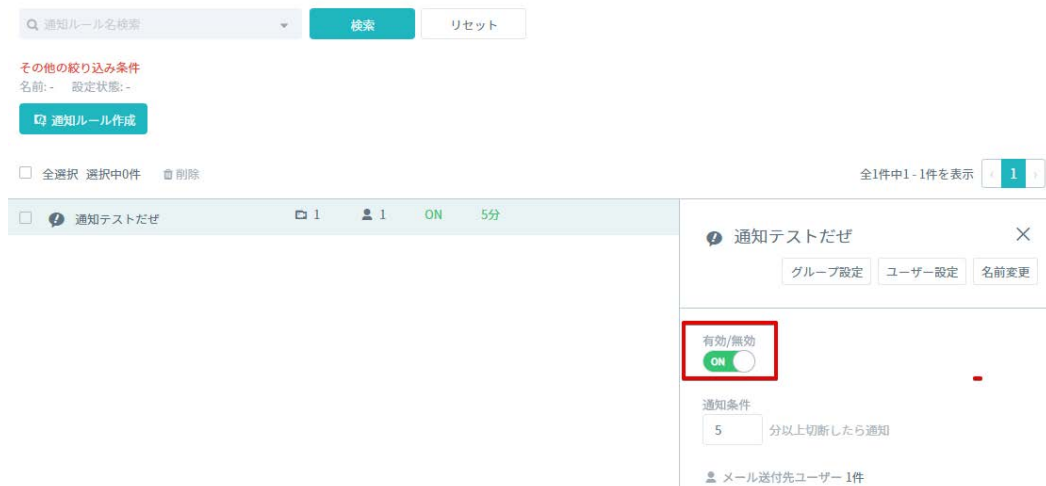 通知ルール名検索 検索 リセット
その他の絞り込み条件
名前: - 設定状態: -
通知ルール作成
全選択 選択中0件 削除 全1件中1 - 1件を表示 ‹ 1 ›
通知テストだぜ 1 1 ON 5分
通知テストだぜ
グループ設定 ユーザー設定 名前変更
有効/無効
ON
通知条件
5 分以上切断したら通知
メール送付先ユーザー 1件